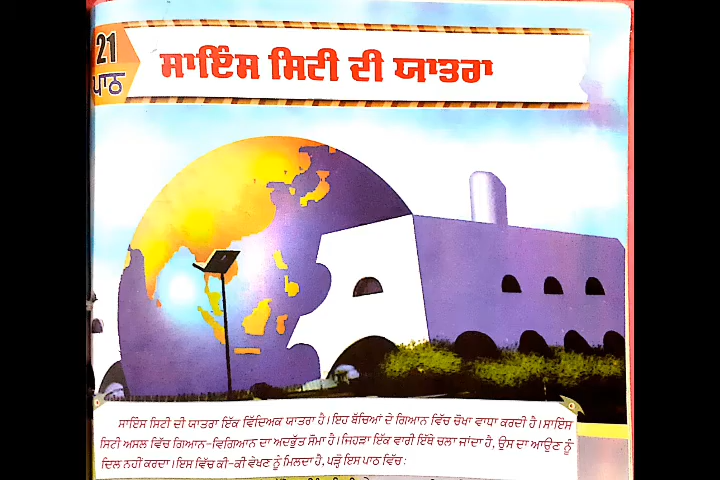 21
ਪਾਠ
ਸਾਇੰਸ ਸਿਟੀ ਦੀ ਯਾਤਰਾ
ਸਾਇੰਸ ਸਿਟੀ ਦੀ ਯਾਤਰਾ ਇੱਕ ਵਿੱਦਿਅਕ ਯਾਤਰਾ ਹੈ। ਇਹ ਬੱਚਿਆਂ ਦੇ ਗਿਆਨ ਵਿੱਚ ਚੋਖਾ ਵਾਧਾ ਕਰਦੀ ਹੈ। ਸਾਇੰਸ
ਸਿਟੀ ਅਸਲ ਵਿੱਚ ਗਿਆਨ-ਵਿਗਿਆਨ ਦਾ ਅਦਭੁੱਤ ਸੋਮਾ ਹੈ। ਜਿਹੜਾ ਇੱਕ ਵਾਰੀ ਇੱਥੇ ਚਲਾ ਜਾਂਦਾ ਹੈ, ਉਸ ਦਾ ਆਉਣ ਨੂੰ
ਦਿਲ ਨਹੀਂ ਕਰਦਾ। ਇਸ ਵਿੱਚ ਕੀ-ਕੀ ਵੇਖਣ ਨੂੰ ਮਿਲਦਾ ਹੈ, ਪੜ੍ਹੋ ਇਸ ਪਾਠ ਵਿੱਚ :